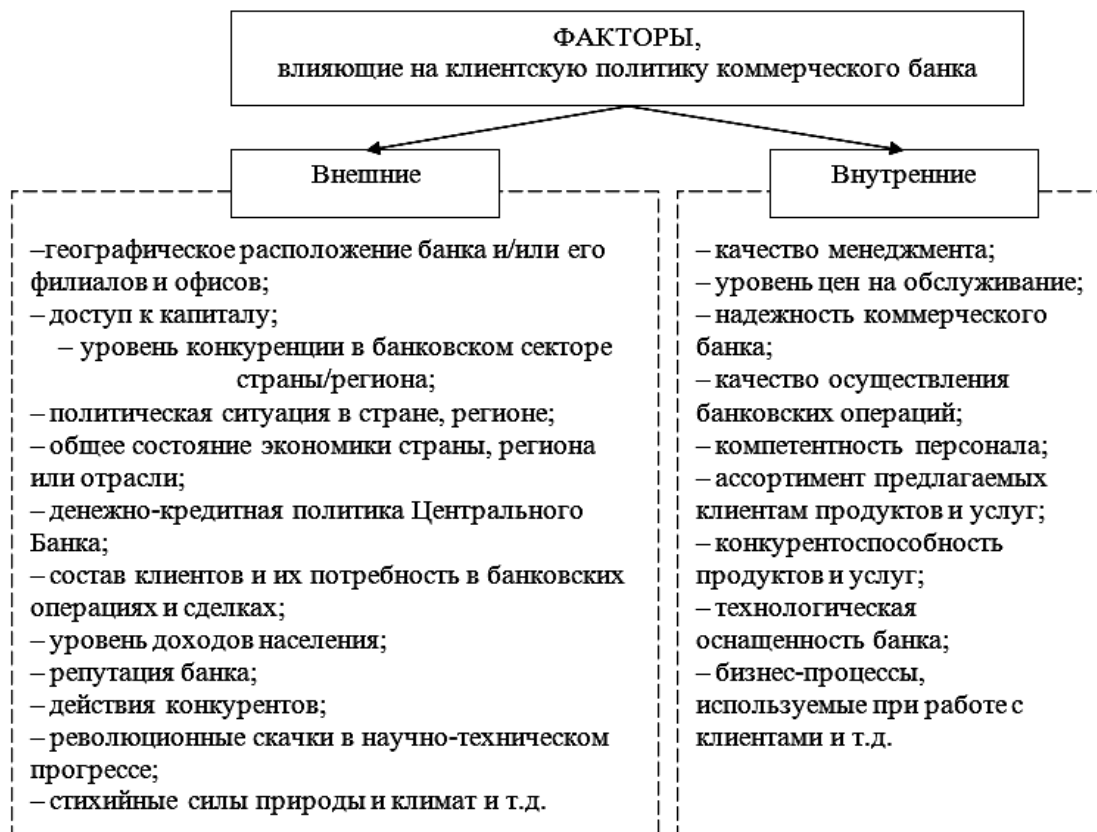 ФАКТОРЫ,
влияющие на клиентскую политику коммерческого банка
Внешние
–географическое расположение банка и/или его
филиалов и офисов;
– доступ к капиталу;
– уровень конкуренции в банковском секторе
страны/региона;
– политическая ситуация в стране, регионе;
– общее состояние экономики страны, региона
или отрасли;
– денежно-кредитная политика Центрального
Банка;
– состав клиентов и их потребность в банковских
операциях и сделках;
– уровень доходов населения;
– репутация банка;
– действия конкурентов;
– революционные скачки в научно-техническом
прогрессе;
– стихийные силы природы и климат и т.д.
Внутренние
– качество менеджмента;
– уровень цен на обслуживание;
– надежность коммерческого
банка;
– качество осуществления
банковских операций;
– компетентность персонала;
– ассортимент предлагаемых
клиентам продуктов и услуг;
– конкурентоспособность
продуктов и услуг;
– технологическая
оснащенность банка;
– бизнес-процессы,
используемые при работе с
клиентами и т.д.